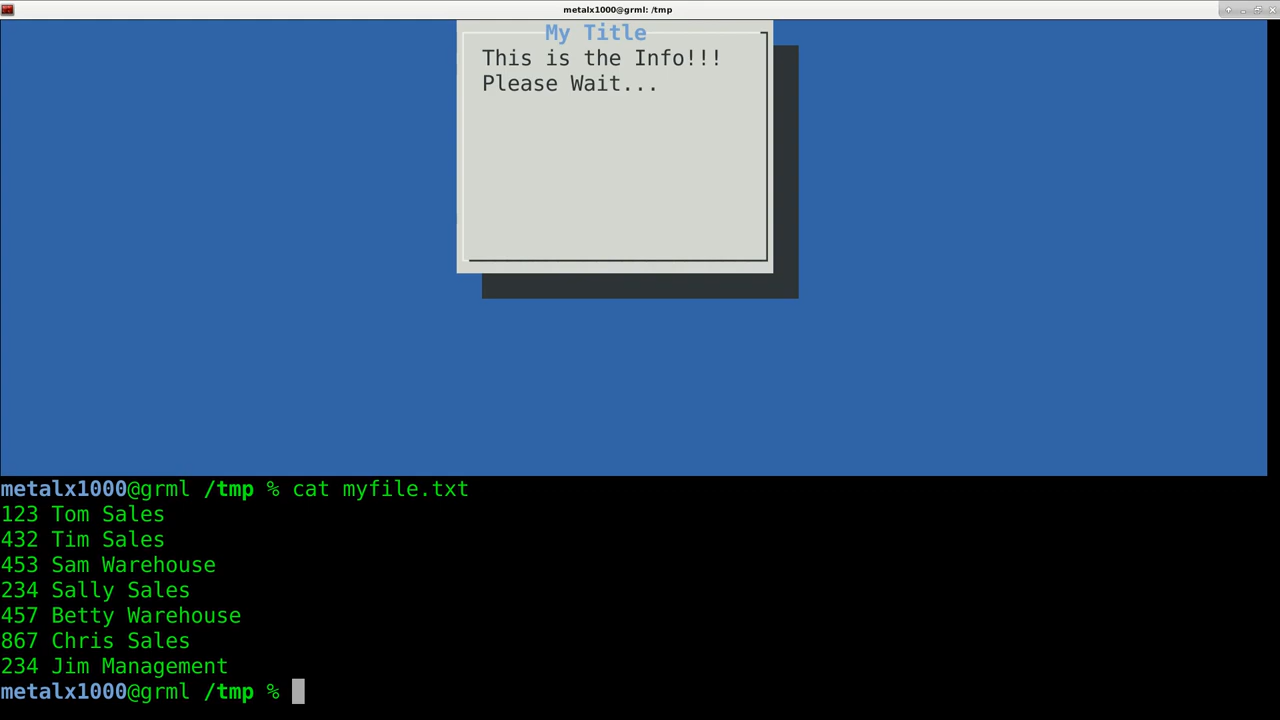 metalx1000@grml: /tmp
My Title
This is the Info!!!
Please Wait...
metalx1000@grml /tmp % cat myfile.txt
123 Tom Sales
432 Tim Sales
453 Sam Warehouse
234 Sally Sales
457 Betty Warehouse
867 Chris Sales
234 Jim Management
metalx1000@grml /tmp %